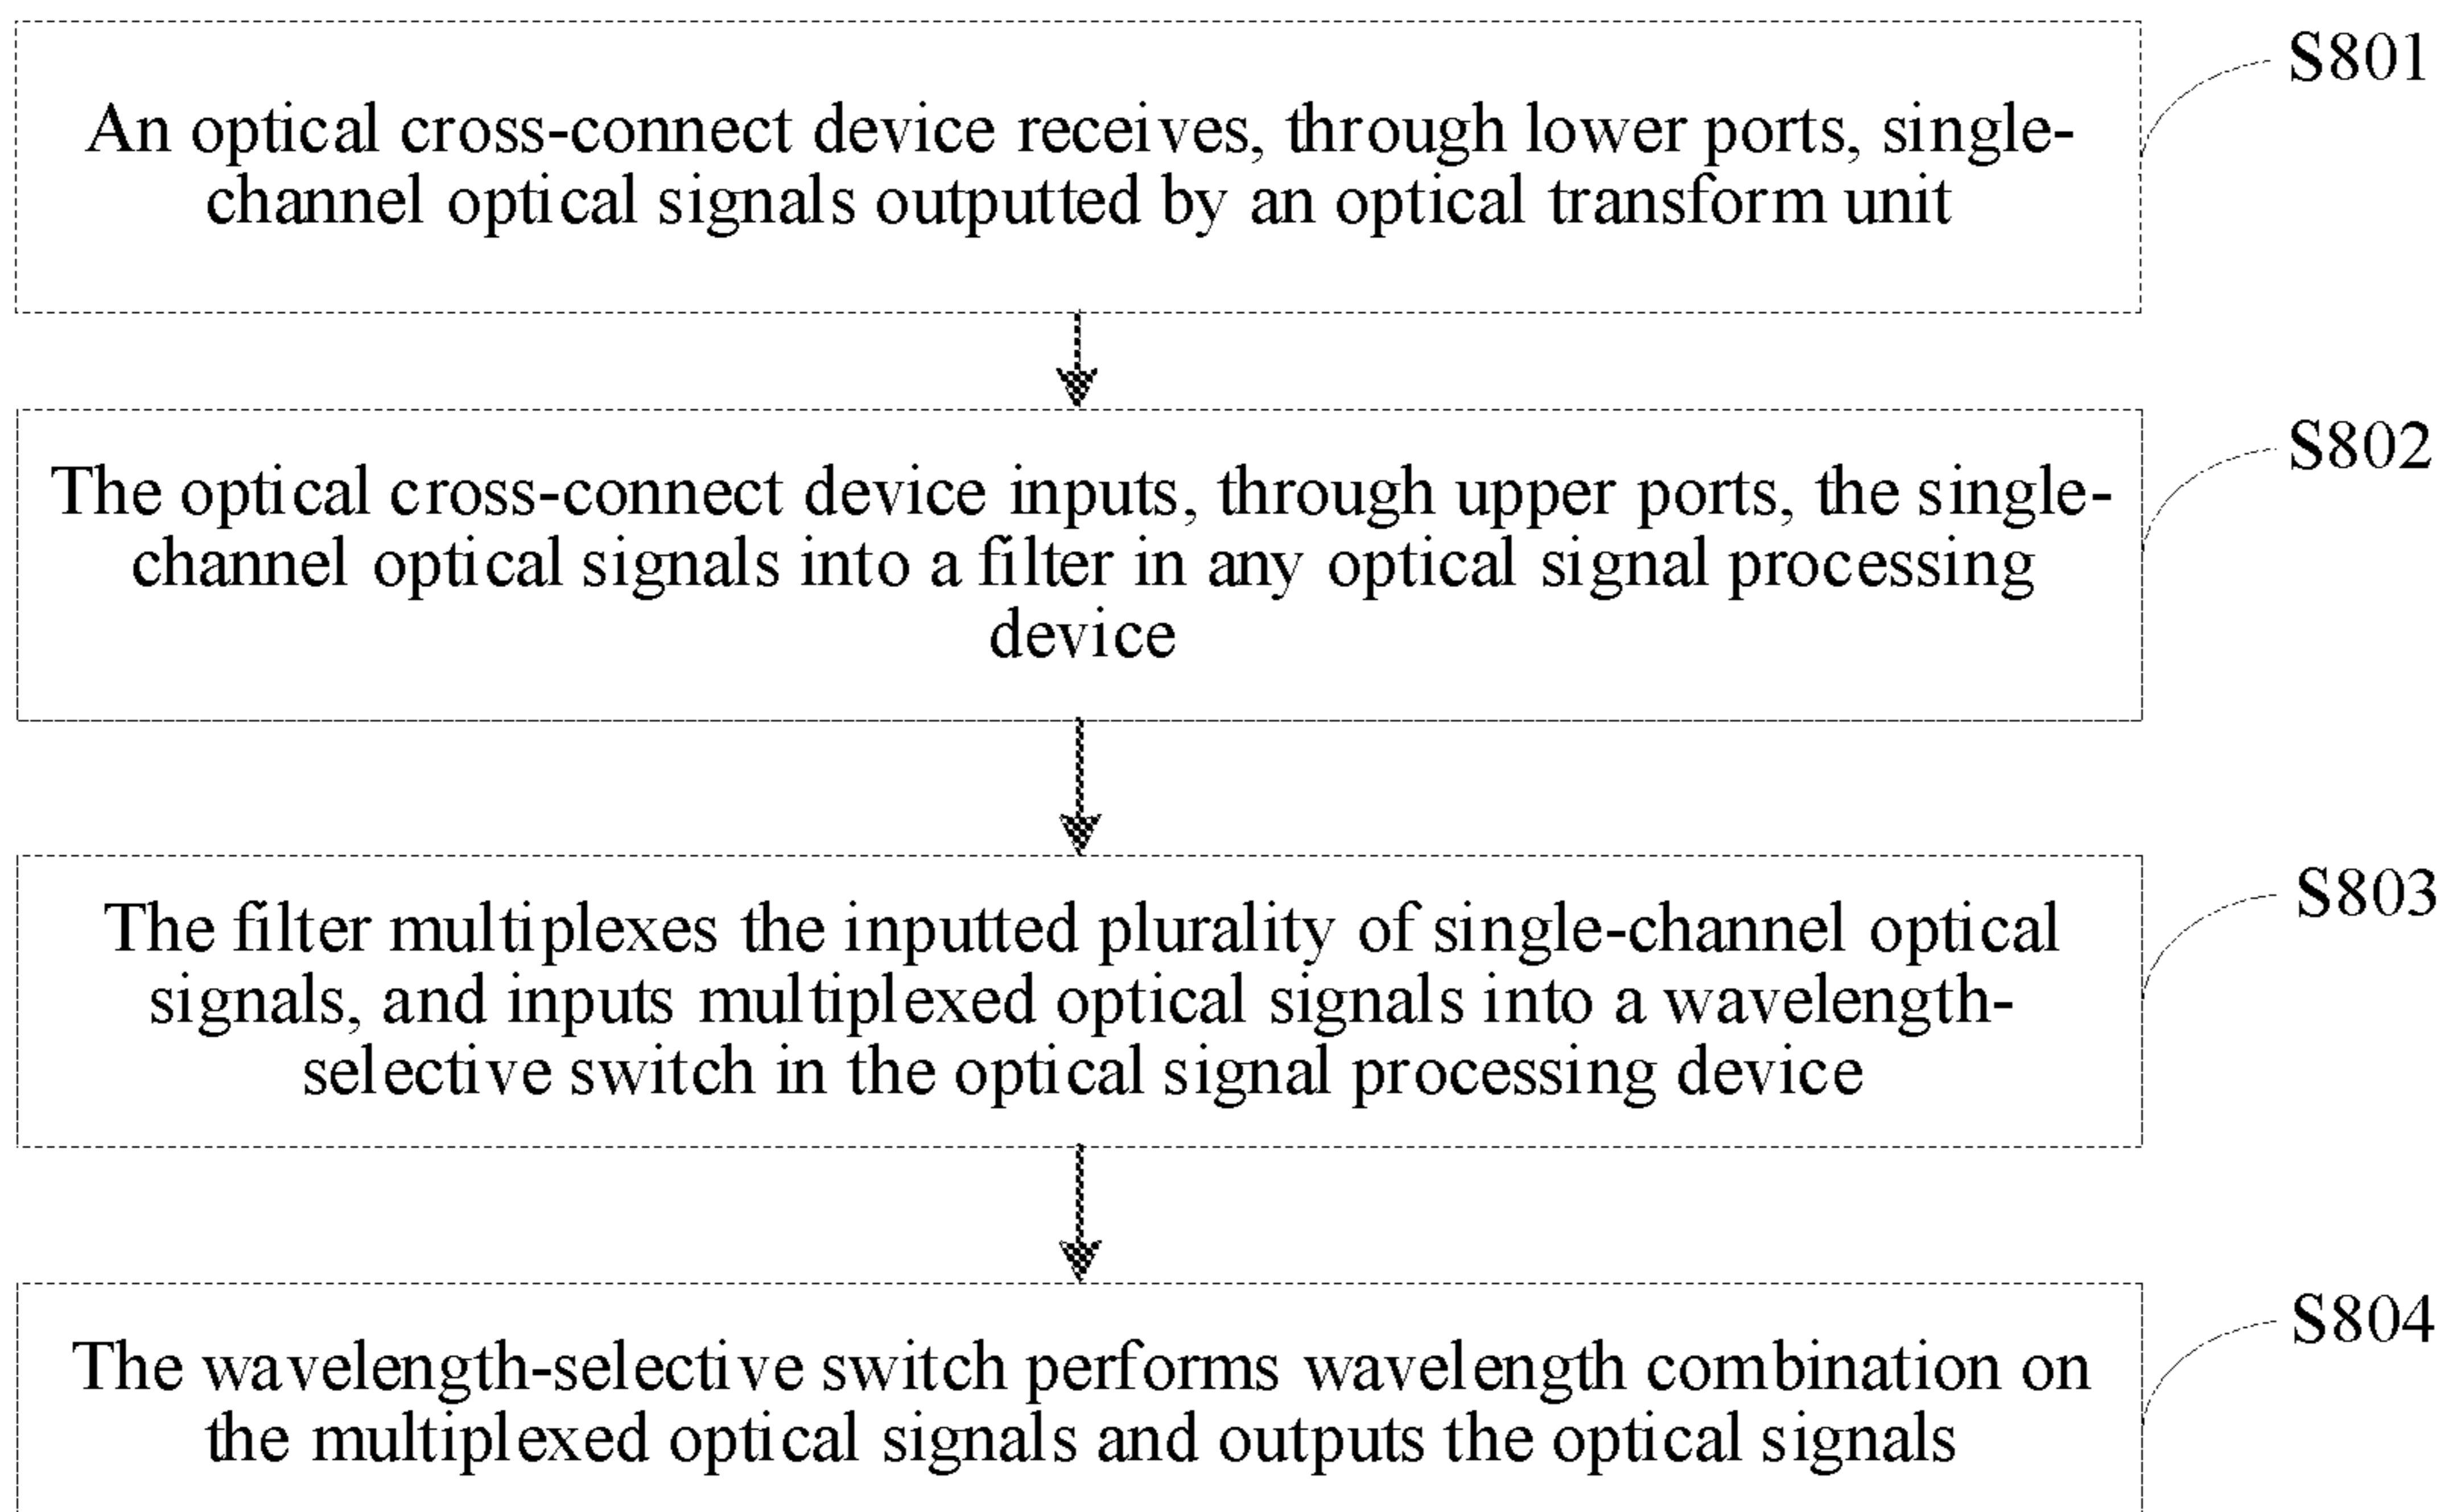 An optical cross-connect device receives, through lower ports, single-
channel optical signals outputted by an optical transform unit
S801
The optical cross-connect device inputs, through upper ports, the single-
channel optical signals into a filter in any optical signal processing
device
S802
The filter multiplexes the inputted plurality of single-channel optical
signals, and inputs multiplexed optical signals into a wavelength-
selective switch in the optical signal processing device
S803
The wavelength-selective switch performs wavelength combination on
the multiplexed optical signals and outputs the optical signals
S804